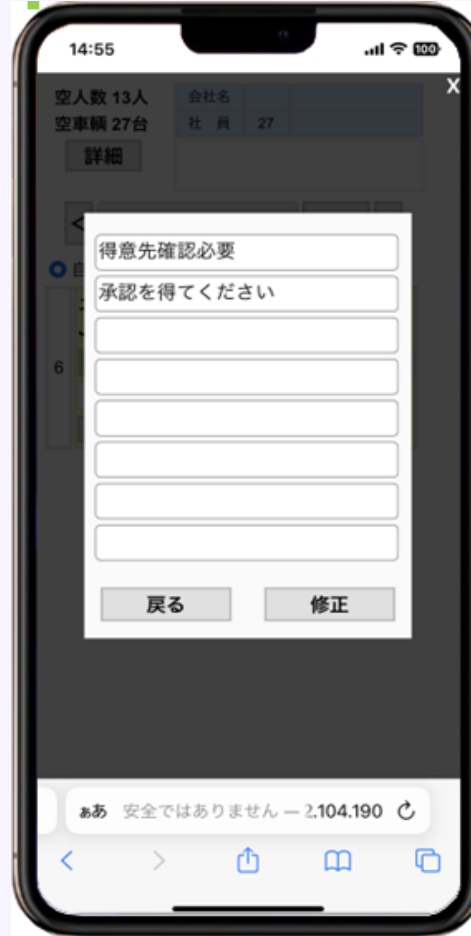 14:55
100
X
空人数 13人
空車輌 27台
詳細
会社名
社 員 27
<
自
6
得意先確認必要
承認を得てください
戻る
修正
ぁあ 安全ではありません — 2.104.190